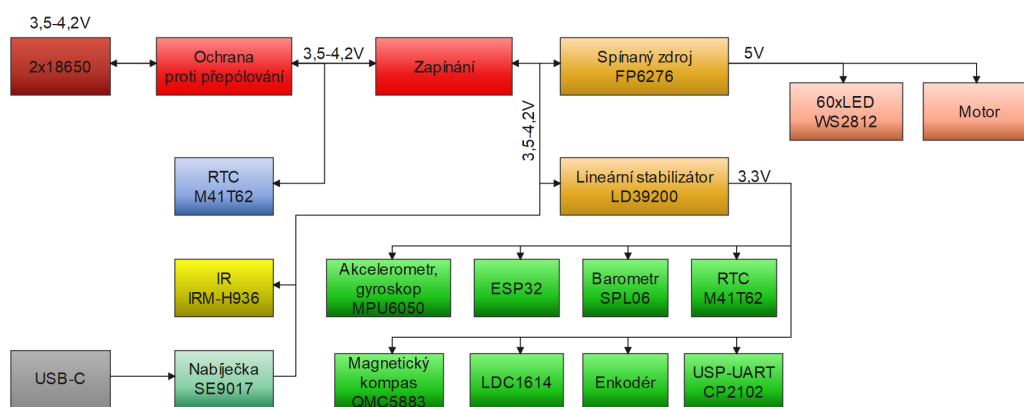 3,5-4,2V
2x18650
Ochrana
proti přepólování
3,5-4,2V
Zapínání
Spínaný zdroj
FP6276
5V
60xLED
WS2812
Motor
3,5-4,2V
RTC
M41T62
Lineární stabilizátor
LD39200
3,3V
IR
IRM-H936
Akcelerometr,
gyroskop
MPU6050
ESP32
Barometr
SPL06
RTC
M41T62
USB-C
Nabíječka
SE9017
Magnetický
kompas
QMC5883
LDC1614
Enkodér
USP-UART
CP2102